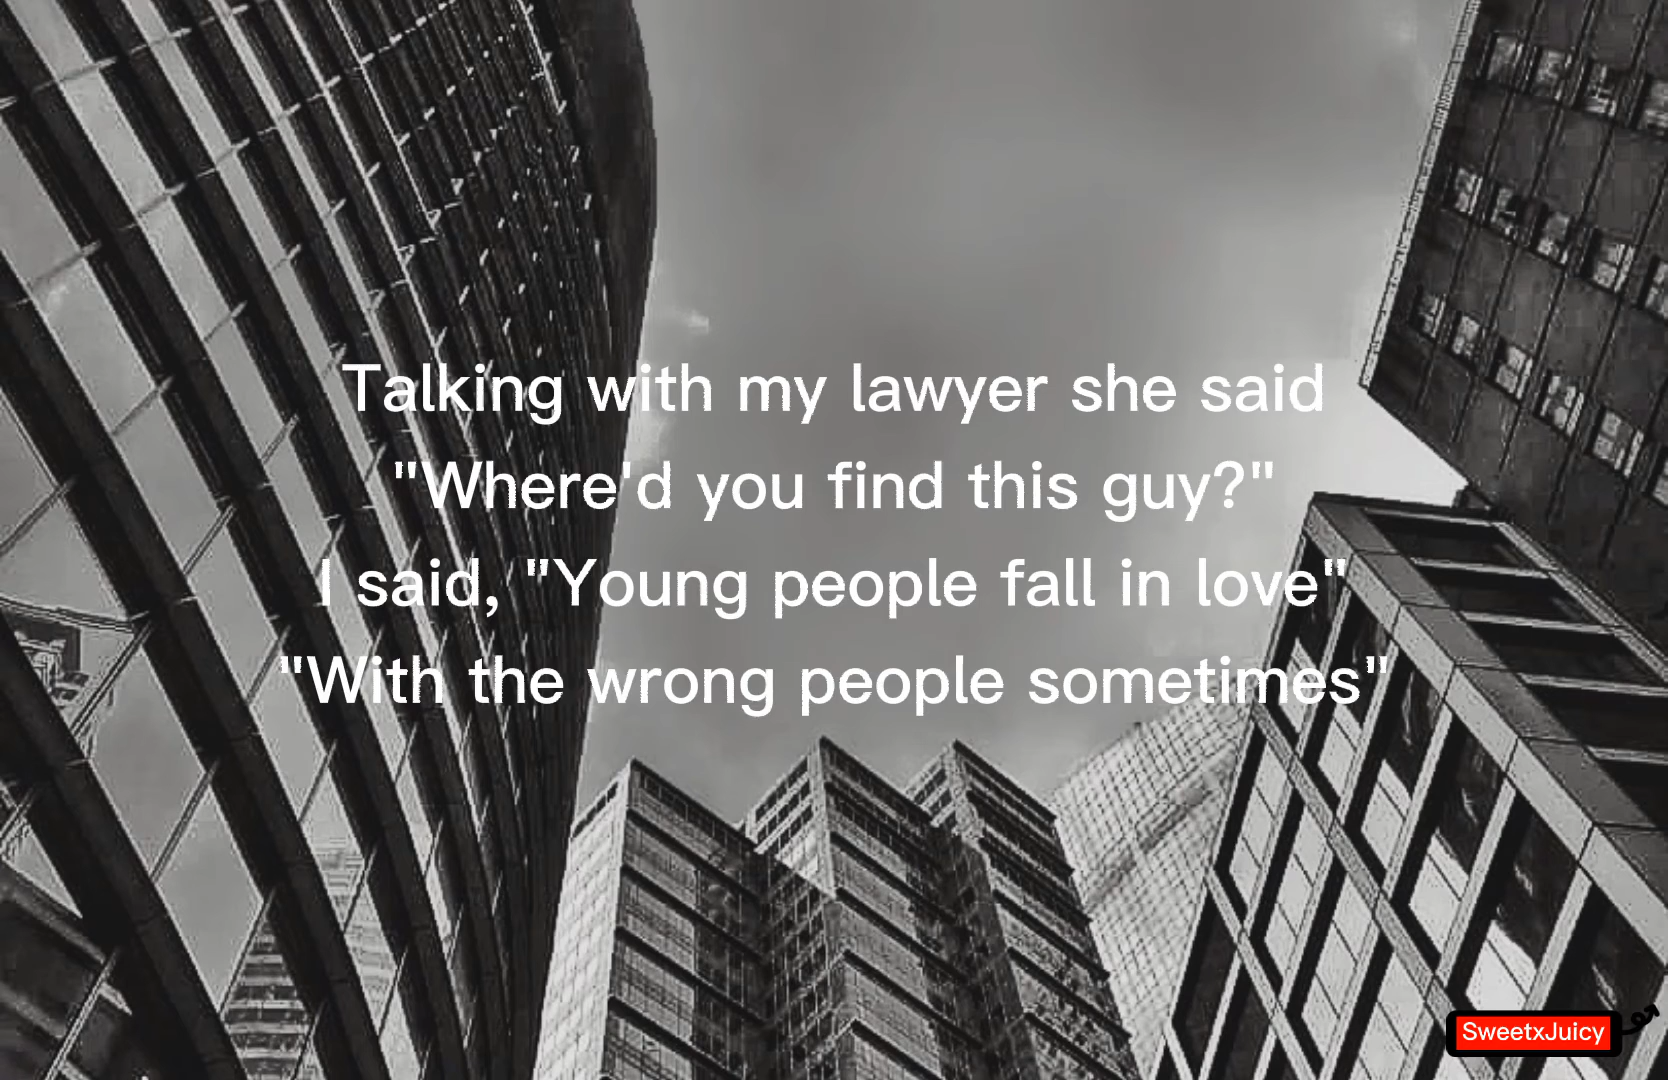 Talking with my lawyer she said
"Where'd you find this guy?"
I said, "Young people fall in love"
"With the wrong people sometimes"
SweetxJuicy